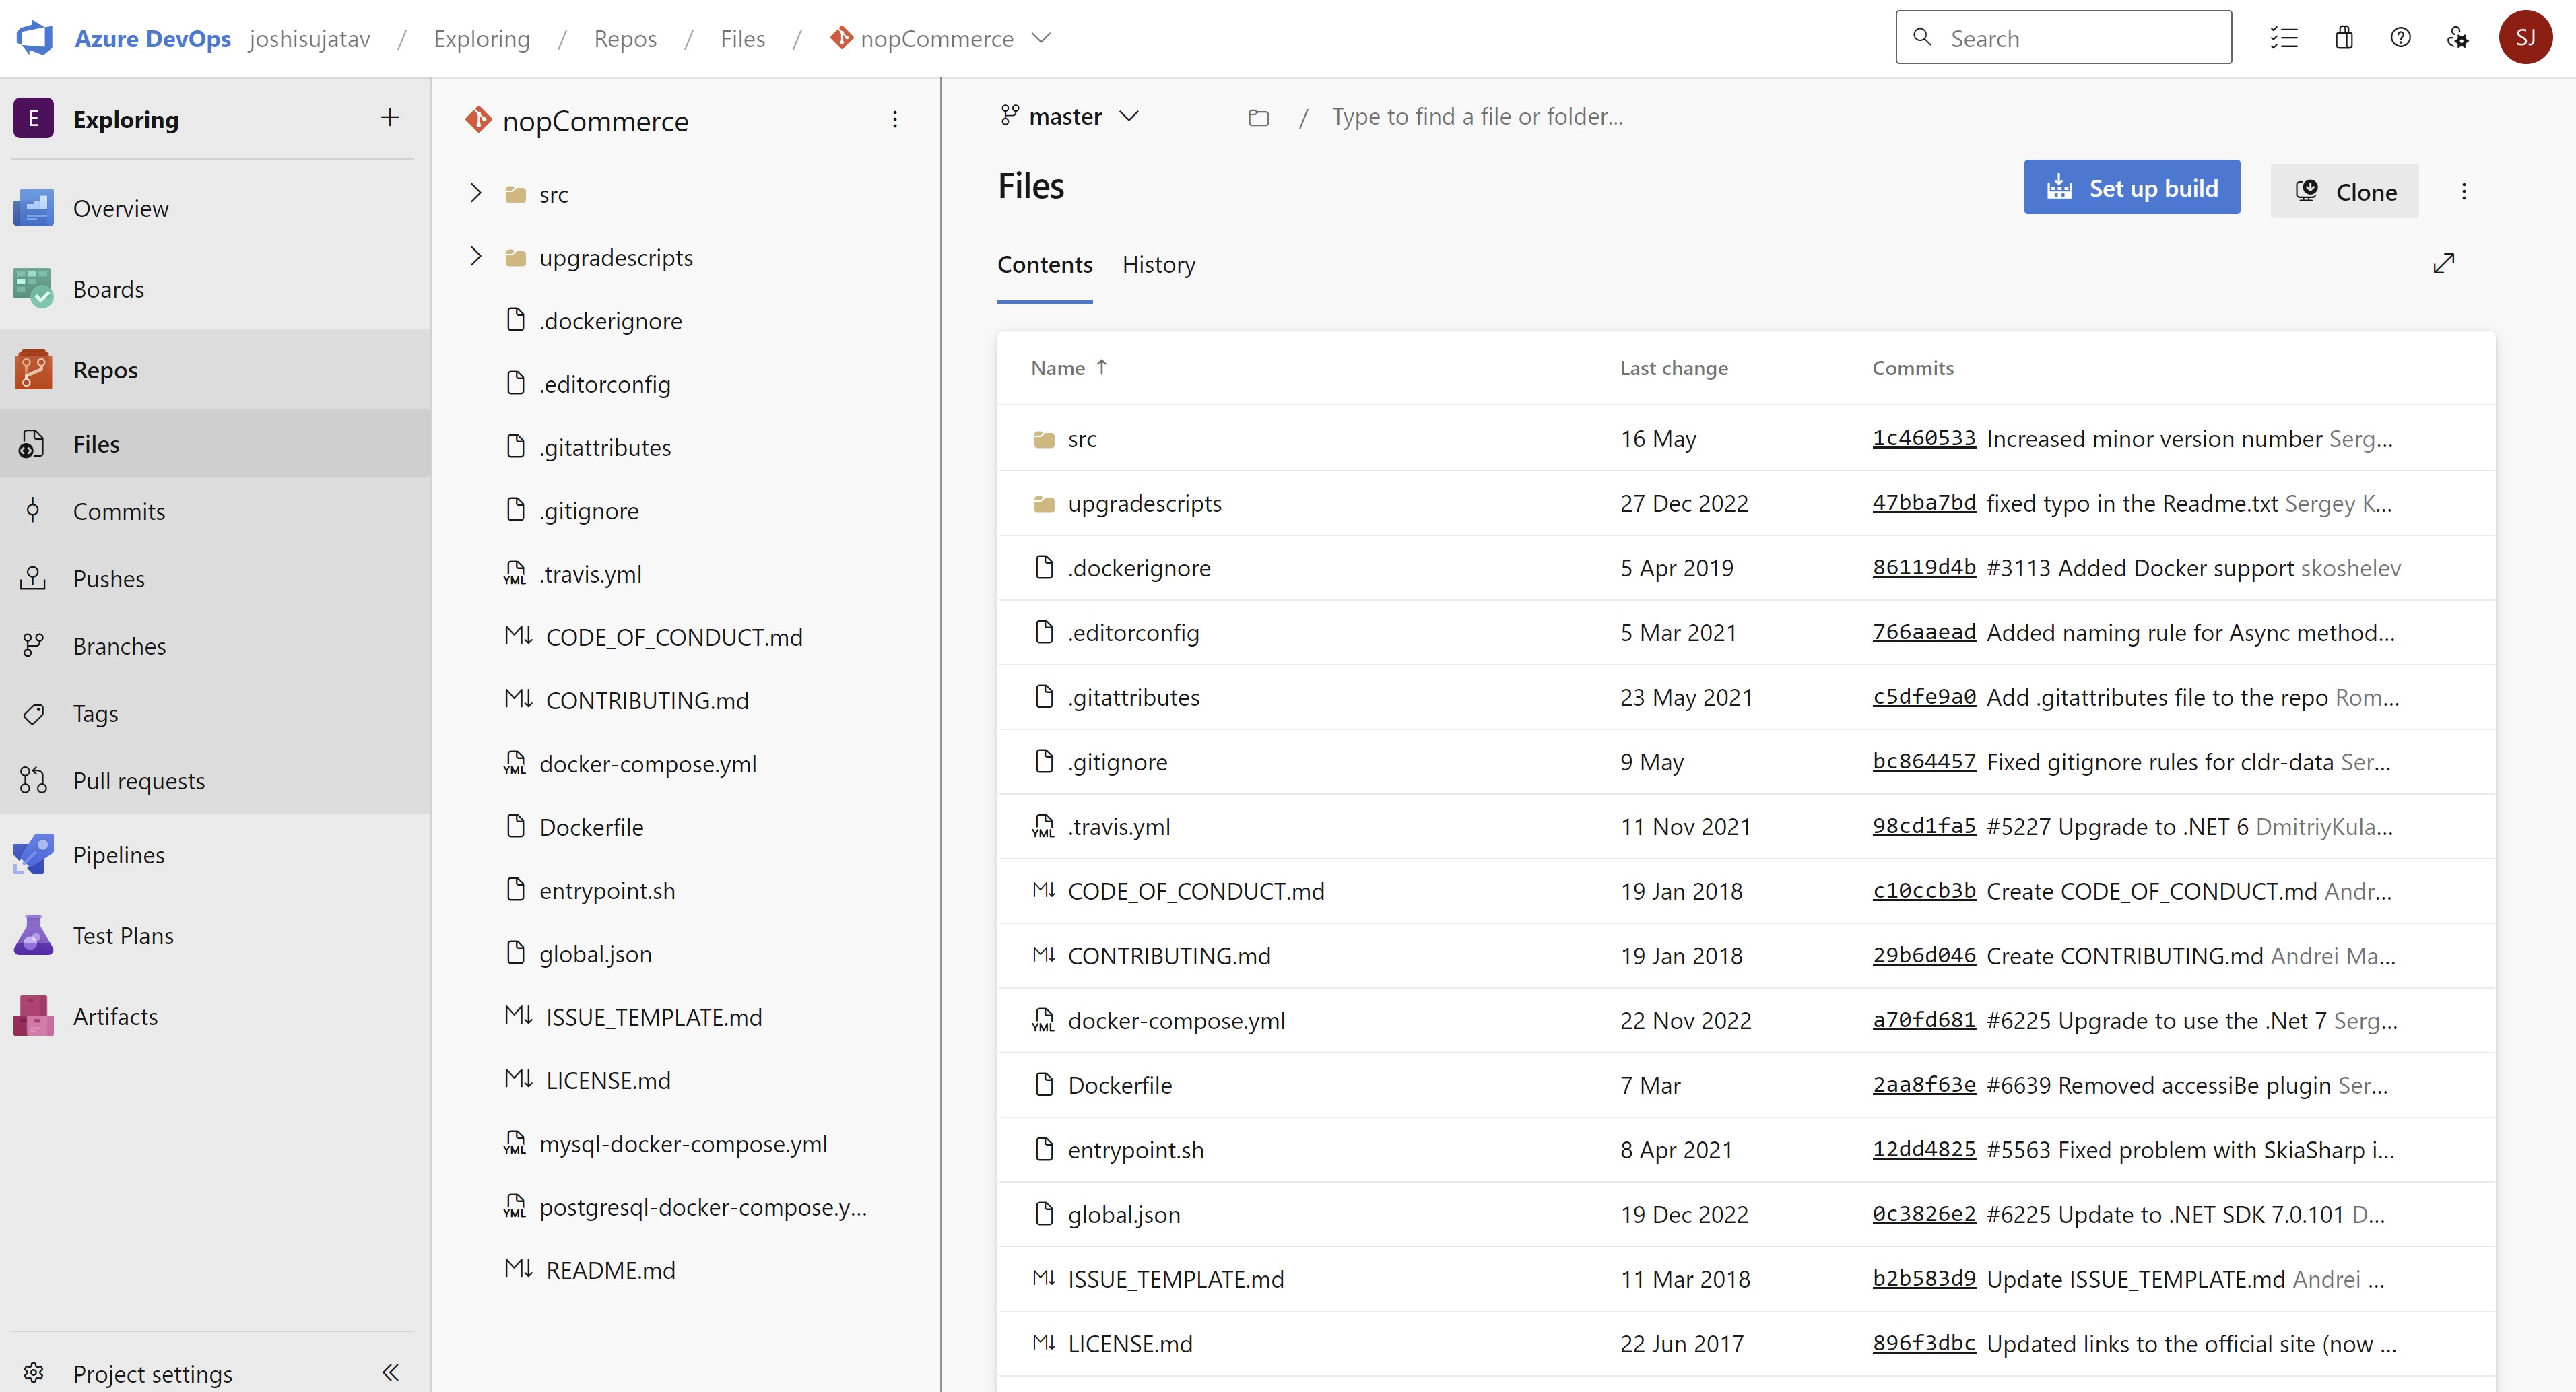 Azure DevOps joshisujatav / Exploring / Repos / Files / nopCommerce
Search
SJ
E Exploring
Overview
Boards
Repos
Files
Commits
Pushes
Branches
Tags
Pull requests
Pipelines
Test Plans
Artifacts
Project settings
nopCommerce
src
upgradescripts
.dockerignore
.editorconfig
.gitattributes
.gitignore
YML .travis.yml
CODE_OF_CONDUCT.md
CONTRIBUTING.md
YML docker-compose.yml
Dockerfile
entrypoint.sh
global.json
ISSUE_TEMPLATE.md
LICENSE.md
YML mysql-docker-compose.yml
YML postgresql-docker-compose.y...
README.md
master / Type to find a file or folder...
Files
Set up build
Clone
Contents History
Name Last change Commits
src 16 May 1c460533 Increased minor version number Serg...
upgradescripts 27 Dec 2022 47bba7bd fixed typo in the Readme.txt Sergey K...
.dockerignore 5 Apr 2019 86119d4b #3113 Added Docker support skoshelev
.editorconfig 5 Mar 2021 766aaead Added naming rule for Async method...
.gitattributes 23 May 2021 c5dfe9a0 Add .gitattributes file to the repo Rom...
.gitignore 9 May bc864457 Fixed gitignore rules for cldr-data Ser...
YML .travis.yml 11 Nov 2021 98cd1fa5 #5227 Upgrade to .NET 6 DmitriyKula...
CODE_OF_CONDUCT.md 19 Jan 2018 c10ccb3b Create CODE_OF_CONDUCT.md Andr...
CONTRIBUTING.md 19 Jan 2018 29b6d046 Create CONTRIBUTING.md Andrei Ma...
YML docker-compose.yml 22 Nov 2022 a70fd681 #6225 Upgrade to use the .Net 7 Serg...
Dockerfile 7 Mar 2aa8f63e #6639 Removed accessiBe plugin Ser...
entrypoint.sh 8 Apr 2021 12dd4825 #5563 Fixed problem with SkiaSharp i...
global.json 19 Dec 2022 0c3826e2 #6225 Update to .NET SDK 7.0.101 D...
ISSUE_TEMPLATE.md 11 Mar 2018 b2b583d9 Update ISSUE_TEMPLATE.md Andrei ...
LICENSE.md 22 Jun 2017 896f3dbc Updated links to the official site (now ...